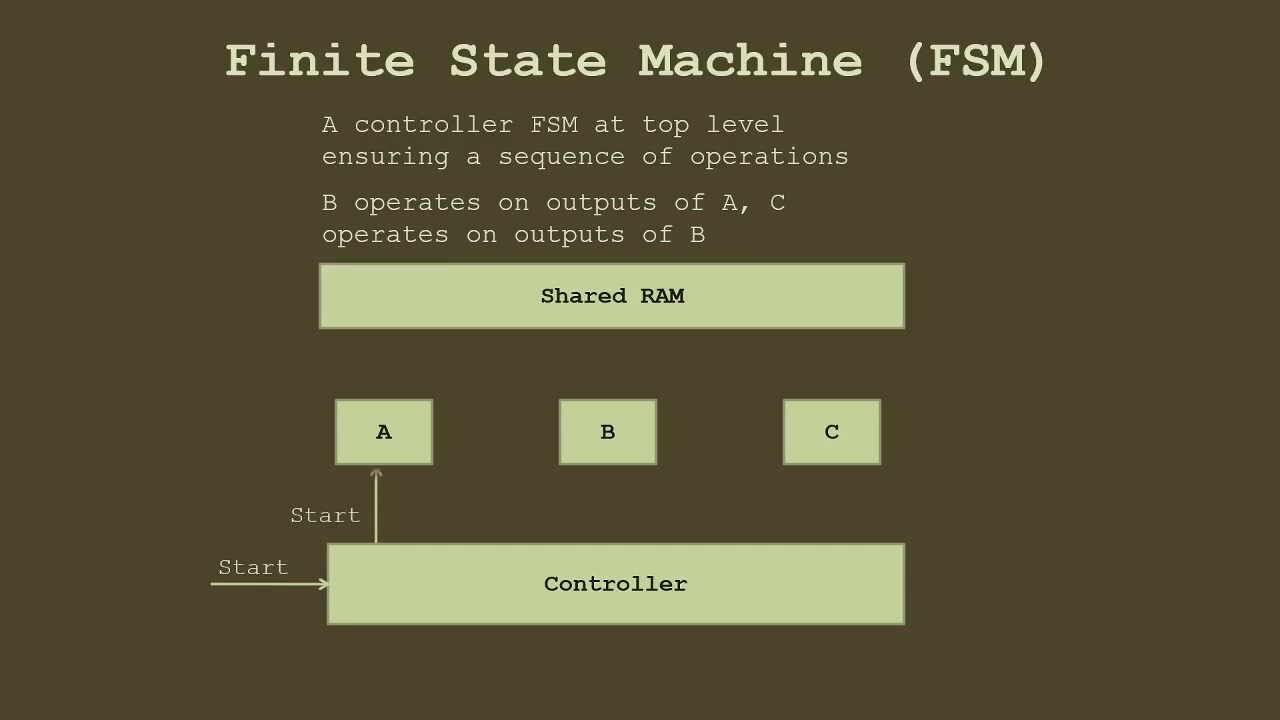 Finite State Machine (FSM)
A controller FSM at top level
ensuring a sequence of operations
B operates on outputs of A, C
operates on outputs of B
Shared RAM
A
B
C
Start
Start
Controller